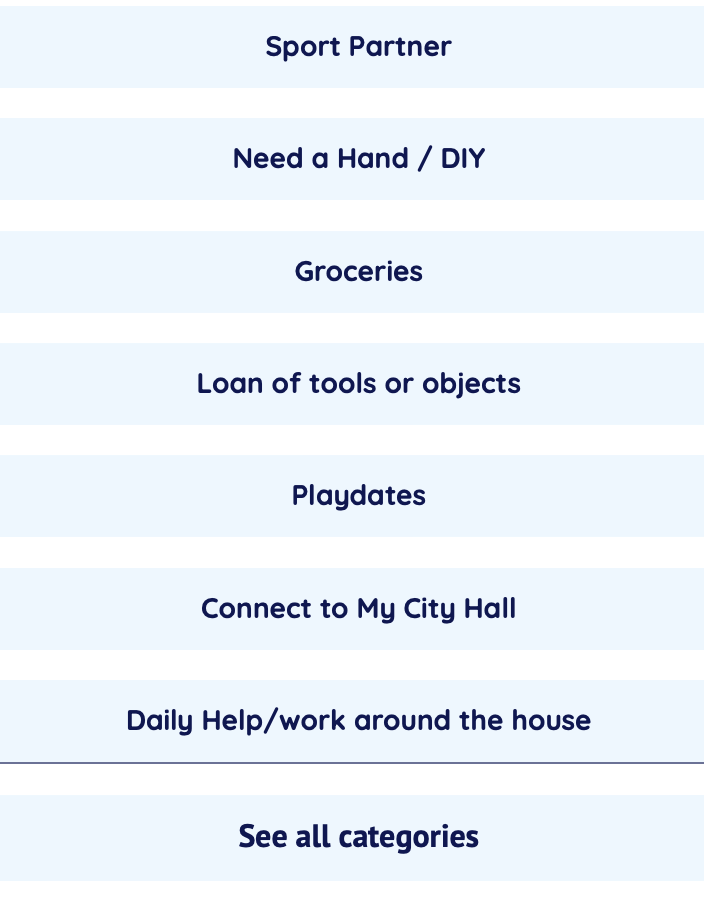 Sport Partner
Need a Hand / DIY
Groceries
Loan of tools or objects
Playdates
Connect to My City Hall
Daily Help/work around the house
See all categories